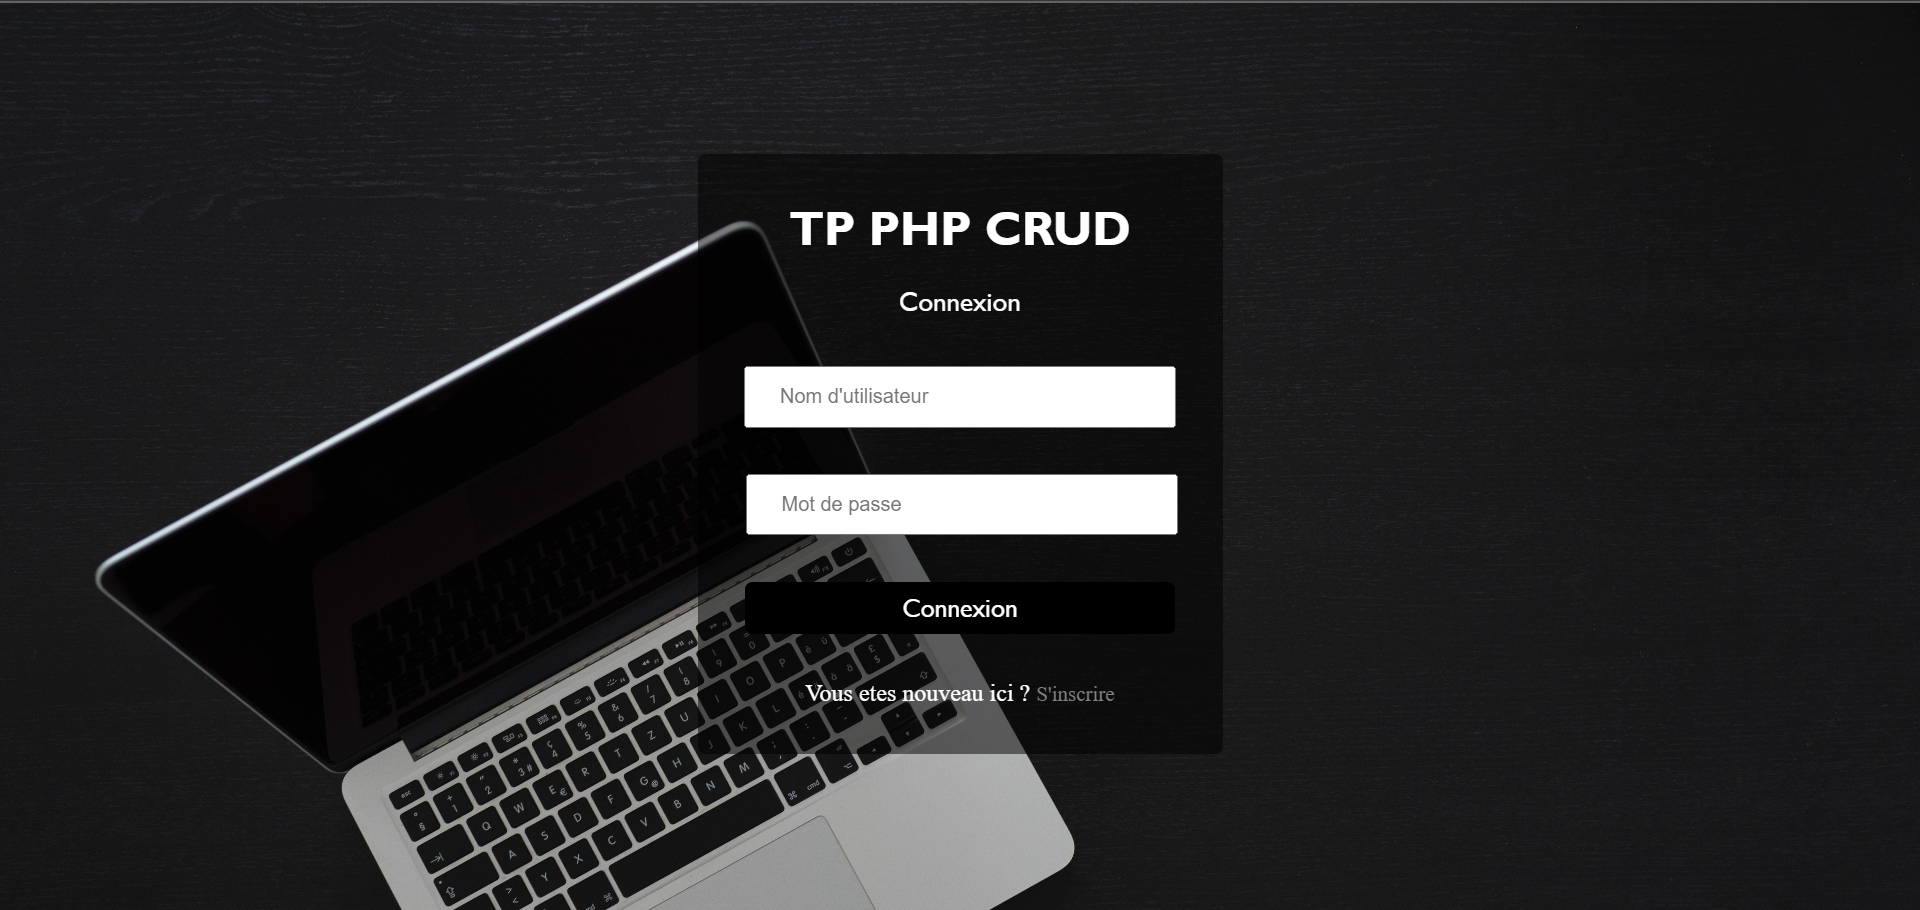 TP PHP CRUD
Connexion
Nom d'utilisateur
Mot de passe
Connexion
Vous etes nouveau ici ? S'inscrire